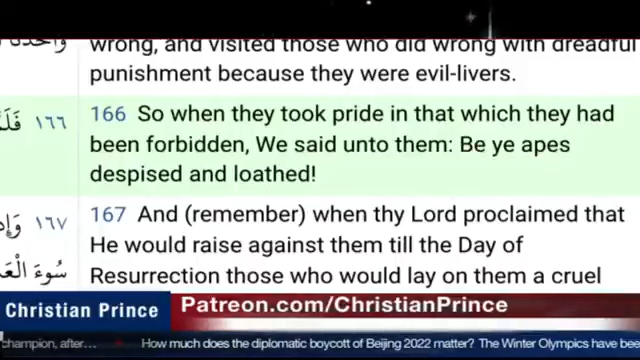 wrong, and visited those who did wrong with dreadful
punishment because they were evil-livers.
١٦٦
166 So when they took pride in that which they had
been forbidden, We said unto them: Be ye apes
despised and loathed!
١٦٧
167 And (remember) when thy Lord proclaimed that
He would raise against them till the Day of
سُوءَ
Resurrection those who would lay on them a cruel
Christian Prince
Patreon.com/ChristianPrince
champion, after... How much does the diplomatic boycott of Beijing 2022 matter? The Winter Olympics have been